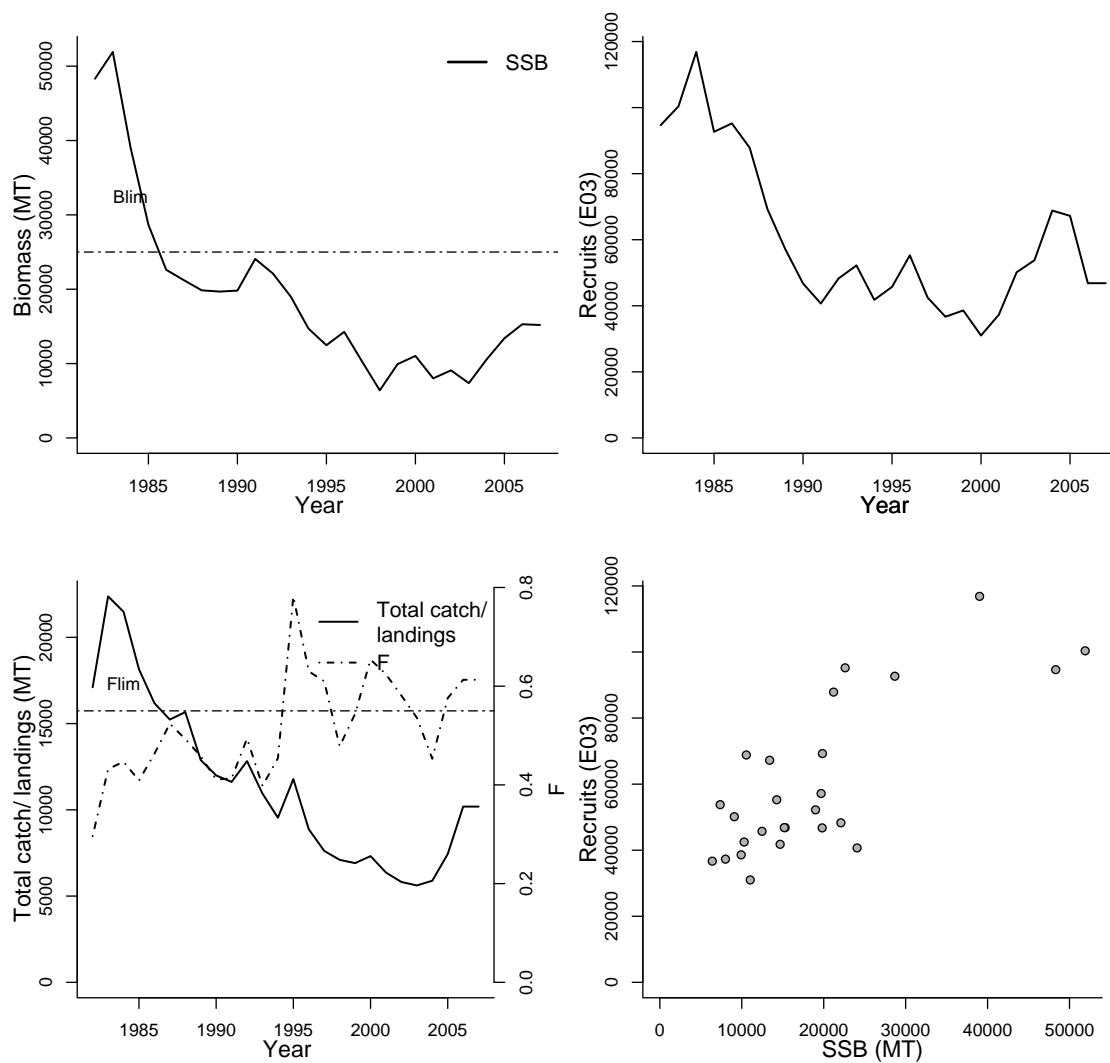 SSB
Blim
Biomass (MT)
0 10000 20000 30000 40000 50000
1985 1990 1995 2000 2005
Year
Recruits (E03)
0 20000 40000 60000 80000 120000
1985 1990 1995 2000 2005
Year
Total catch/
landings
F
Flim
Total catch/ landings (MT)
0 5000 10000 15000 20000
F
0.0 0.2 0.4 0.6 0.8
1985 1990 1995 2000 2005
Year
Recruits (E03)
0 20000 40000 60000 80000 120000
0 10000 20000 30000 40000 50000
SSB (MT)